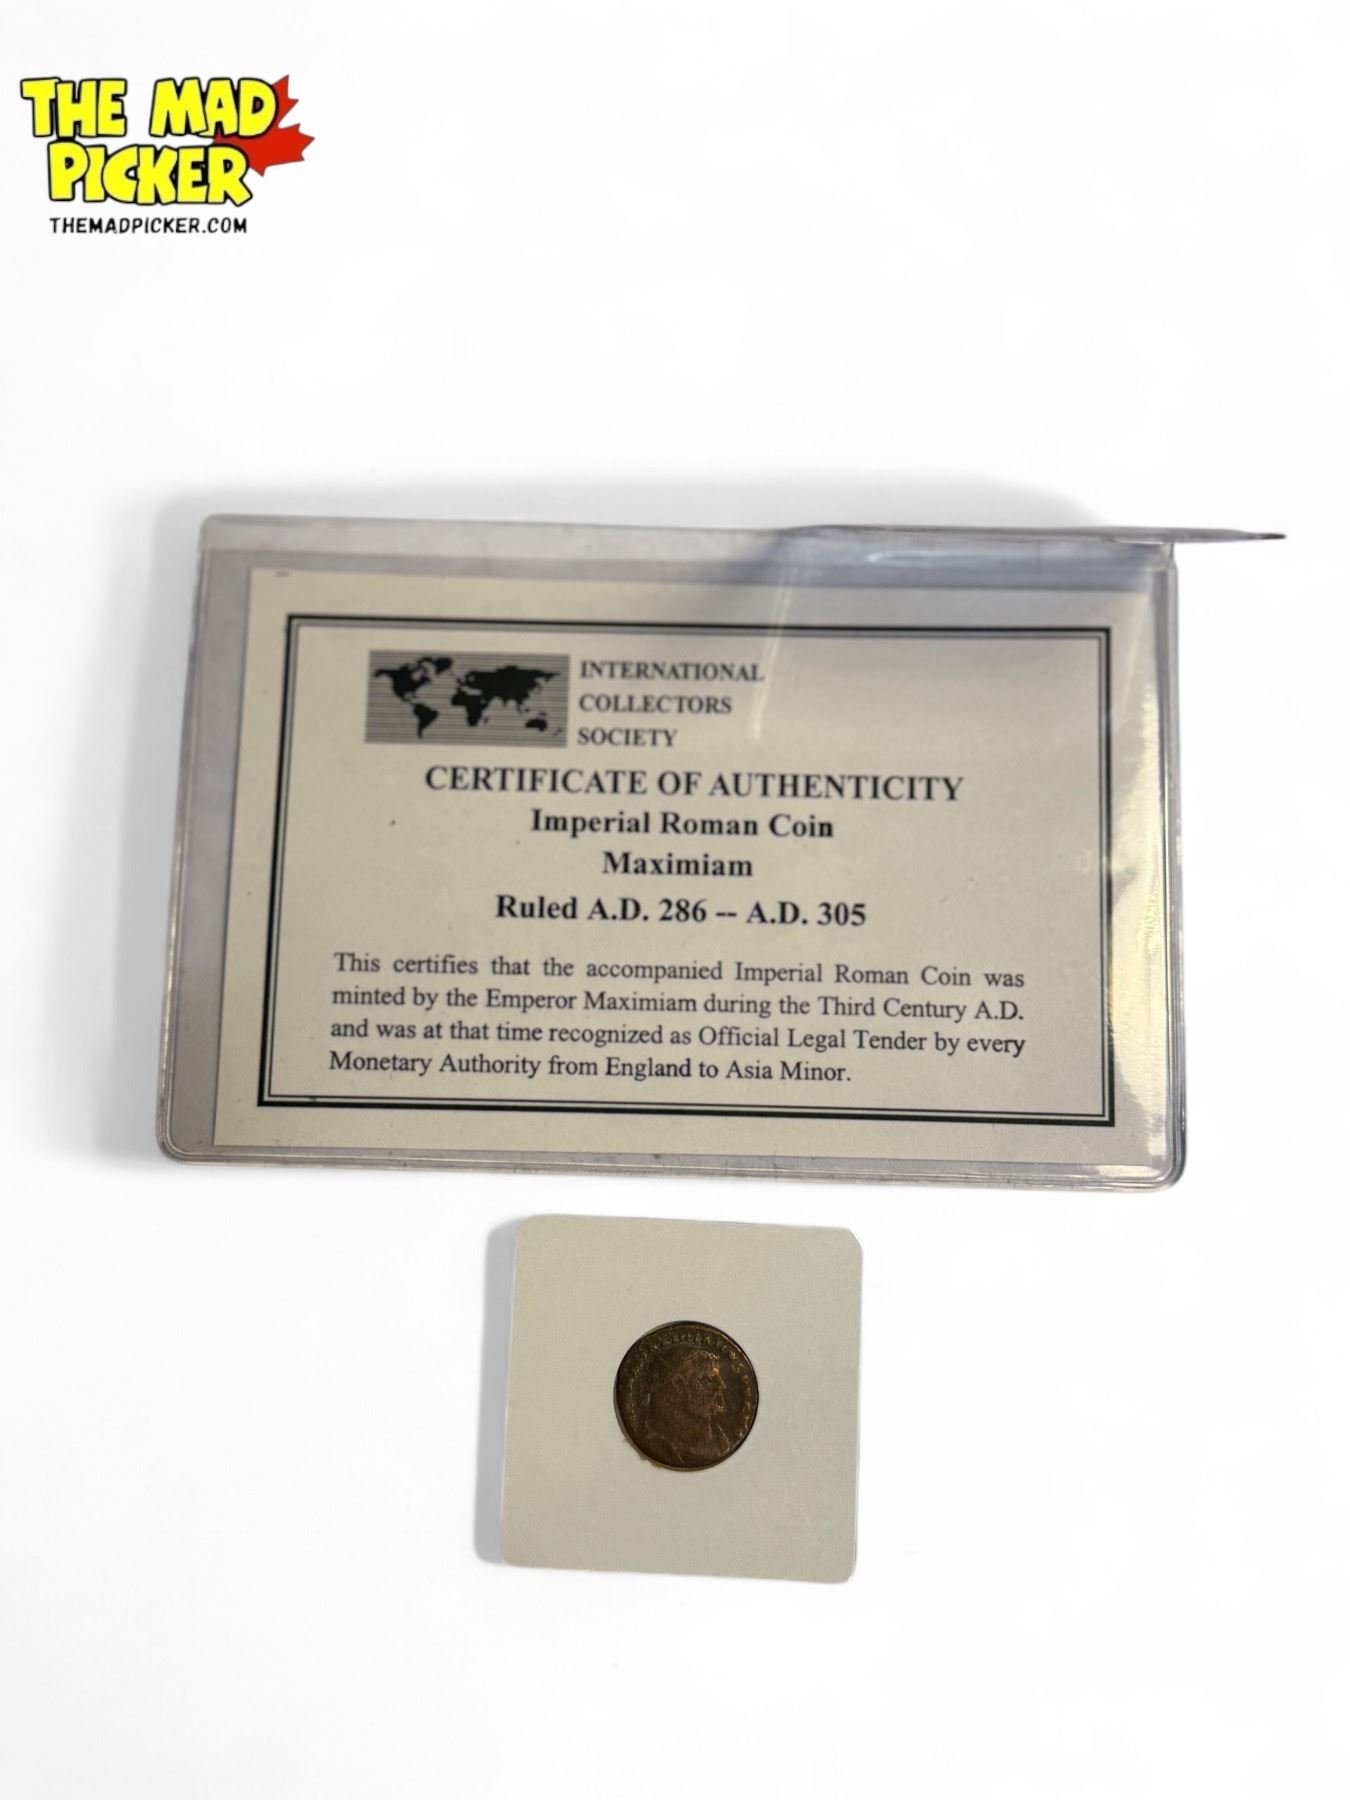 THE MAD
PICKER
THEMADPICKER.COM
INTERNATIONAL
COLLECTORS
SOCIETY
CERTIFICATE OF AUTHENTICITY
Imperial Roman Coin
Maximiam
Ruled A.D. 286 -- A.D. 305
This certifies that the accompanied Imperial Roman Coin was
minted by the Emperor Maximiam during the Third Century A.D.
and was at that time recognized as Official Legal Tender by every
Monetary Authority from England to Asia Minor.